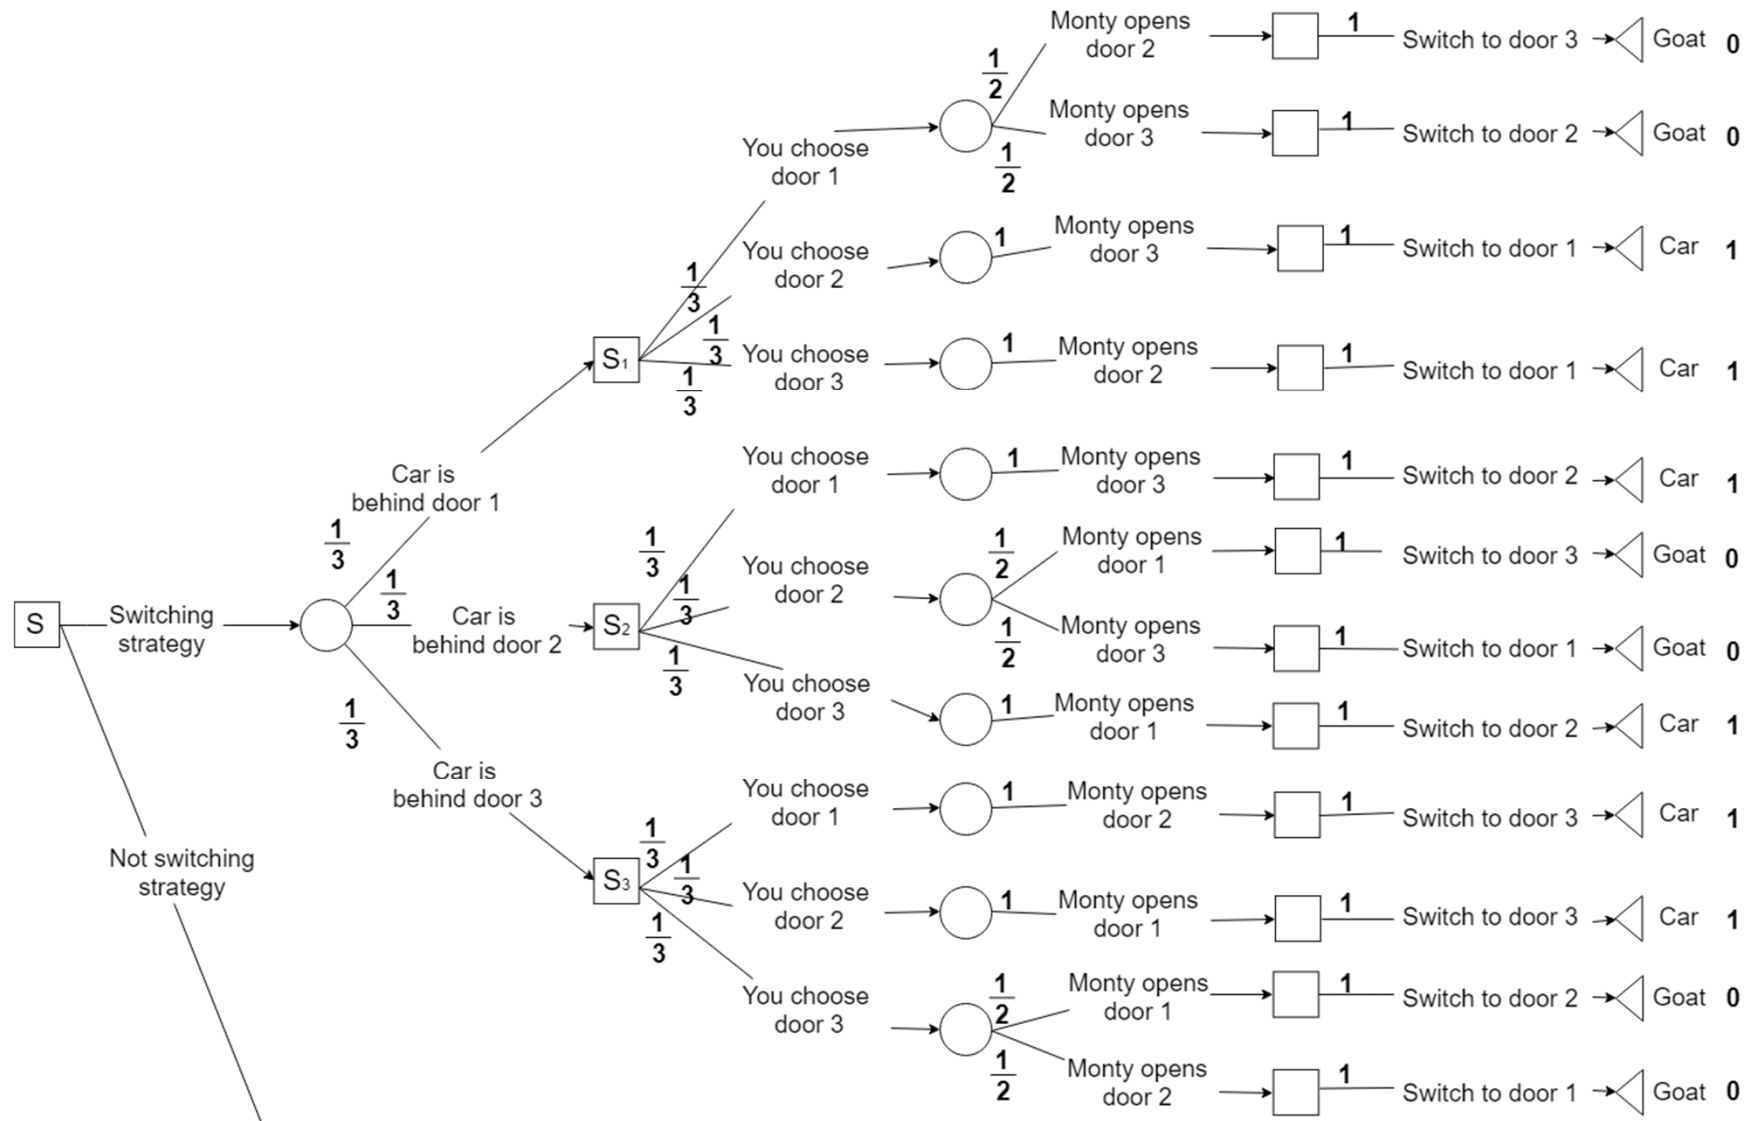 Monty opens
door 2
1
Switch to door 3
Goat
0
1
2
Monty opens
door 3
1
Switch to door 2
Goat
0
1
2
You choose
door 1
Monty opens
door 3
1
1
Switch to door 1
Car
1
You choose
door 2
1
3
1
3
Monty opens
door 2
1
1
Switch to door 1
Car
1
S1
You choose
door 3
1
3
Car is
behind door 1
1
3
You choose
door 1
1
Monty opens
door 3
1
Switch to door 2
Car
1
1
3
You choose
door 2
1
2
Monty opens
door 1
1
Switch to door 3
Goat
0
1
3
1
3
S
Switching
strategy
Car is
behind door 2
S2
1
2
Monty opens
door 3
1
Switch to door 1
Goat
0
1
3
You choose
door 3
1
Monty opens
door 1
1
Switch to door 2
Car
1
1
3
Car is
behind door 3
You choose
door 1
1
Monty opens
door 2
1
Switch to door 3
Car
1
1
3
Not switching
strategy
S3
1
3
You choose
door 2
1
Monty opens
door 1
1
Switch to door 3
Car
1
1
3
You choose
door 3
1
2
Monty opens
door 1
1
Switch to door 2
Goat
0
1
2
Monty opens
door 2
1
Switch to door 1
Goat
0